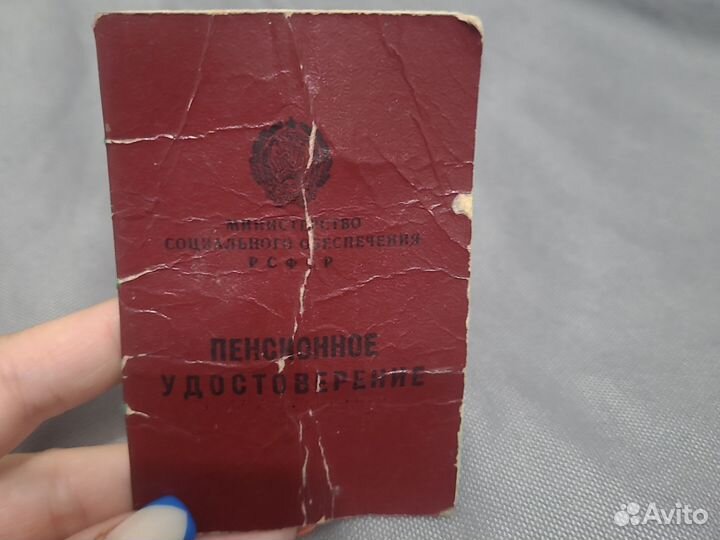 МИНИСТЕРСТВО
СОЦИАЛЬНОГО ОБЕСПЕЧЕНИЯ
РСФСР
ПЕНСИОННОЕ
УДОСТОВЕРЕНИЕ
Avito